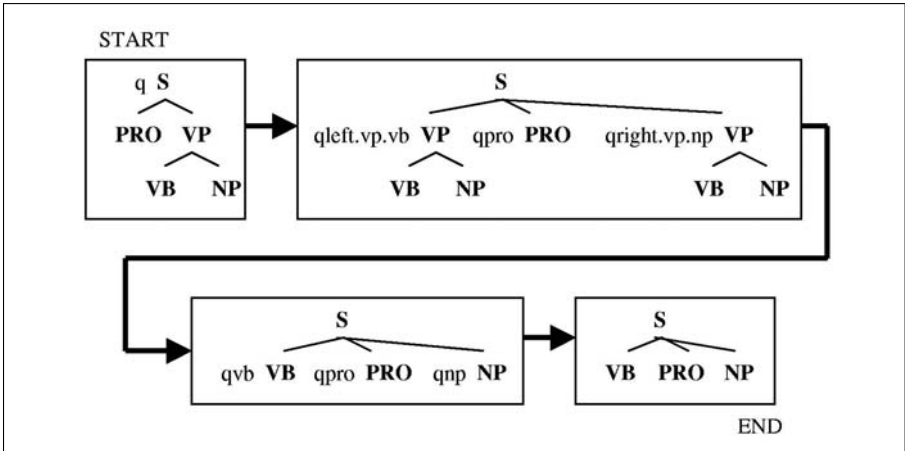 START
q S
PRO VP
VB NP
S
qleft.vp.vb VP qpro PRO qright.vp.np VP
VB NP VB NP
S
qvb VB qpro PRO qnp NP
S
VB PRO NP
END